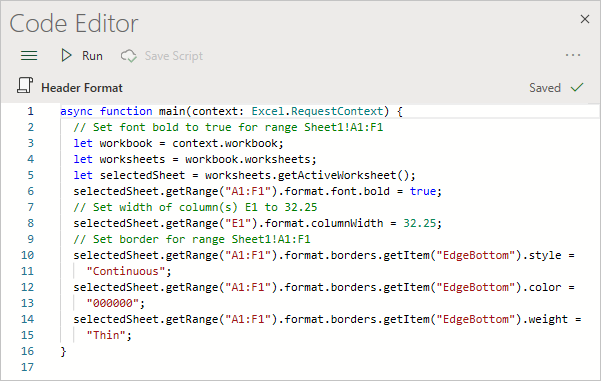 Code Editor
Run Save Script
Header Format Saved
1 async function main(context: Excel.RequestContext) {
2 // Set font bold to true for range Sheet1!A1:F1
3 let workbook = context.workbook;
4 let worksheets = workbook.worksheets;
5 let selectedSheet = worksheets.getActiveWorksheet();
6 selectedSheet.getRange("A1:F1").format.font.bold = true;
7 // Set width of column(s) E1 to 32.25
8 selectedSheet.getRange("E1").format.columnWidth = 32.25;
9 // Set border for range Sheet1!A1:F1
10 selectedSheet.getRange("A1:F1").format.borders.getItem("EdgeBottom").style =
11 "Continuous";
12 selectedSheet.getRange("A1:F1").format.borders.getItem("EdgeBottom").color =
13 "000000";
14 selectedSheet.getRange("A1:F1").format.borders.getItem("EdgeBottom").weight =
15 "Thin";
16 }
17